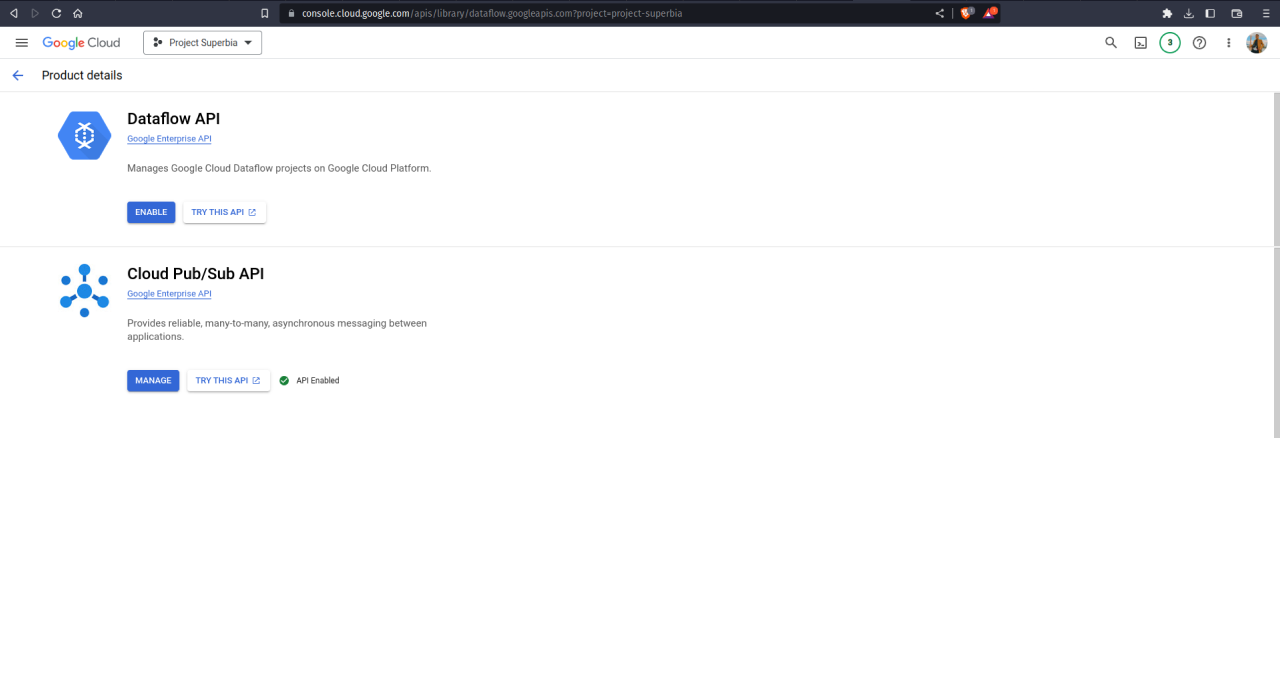 console.cloud.google.com/apis/library/dataflow.googleapis.com?project=project-superbia
Google Cloud
Project Superbia
3
Product details
Dataflow API
Google Enterprise API
Manages Google Cloud Dataflow projects on Google Cloud Platform.
ENABLE
TRY THIS API
Cloud Pub/Sub API
Google Enterprise API
Provides reliable, many-to-many, asynchronous messaging between
applications.
MANAGE
TRY THIS API
API Enabled